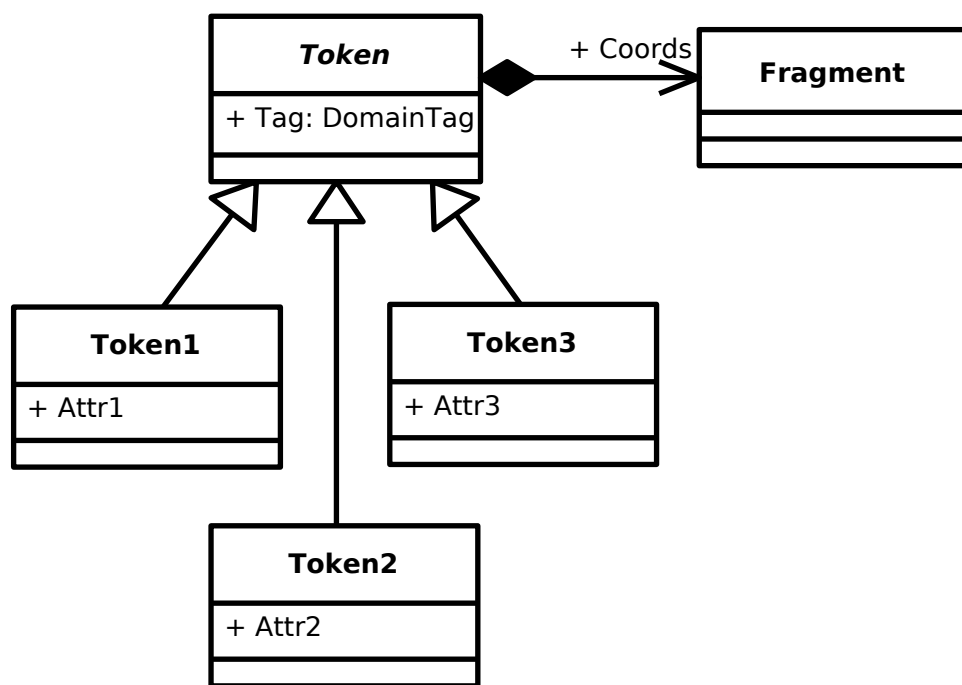 Token
+ Tag: DomainTag
+ Coords
Fragment
Token1
+ Attr1
Token3
+ Attr3
Token2
+ Attr2